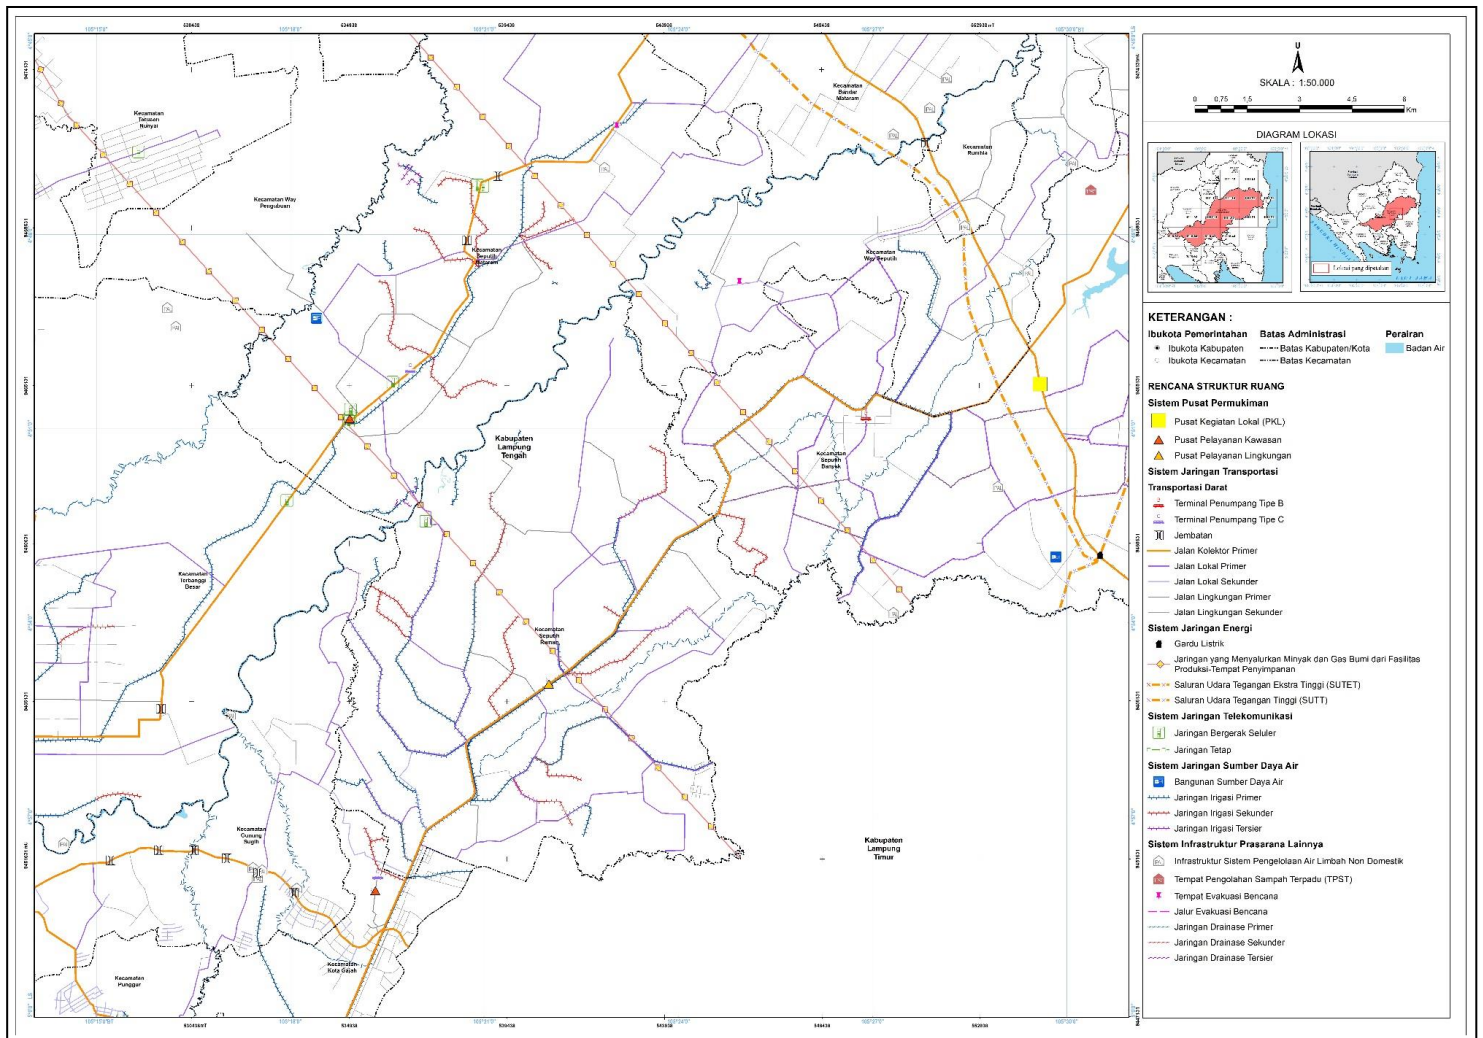 U
SKALA : 1:50.000
0 0,75 1,5 3 4,5 6
Km
DIAGRAM LOKASI
Lokasi yang dipetakan
KETERANGAN :
Ibukota Pemerintahan
Ibukota Kabupaten
Ibukota Kecamatan
Batas Administrasi
Batas Kabupaten/Kota
Batas Kecamatan
Perairan
Badan Air
RENCANA STRUKTUR RUANG
Sistem Pusat Permukiman
Pusat Kegiatan Lokal (PKL)
Pusat Pelayanan Kawasan
Pusat Pelayanan Lingkungan
Sistem Jaringan Transportasi
Transportasi Darat
Terminal Penumpang Tipe B
Terminal Penumpang Tipe C
Jembatan
Jalan Kolektor Primer
Jalan Lokal Primer
Jalan Lokal Sekunder
Jalan Lingkungan Primer
Jalan Lingkungan Sekunder
Sistem Jaringan Energi
Gardu Listrik
Jaringan yang Menyalurkan Minyak dan Gas Bumi dari Fasilitas
Produksi-Tempat Penyimpanan
Saluran Udara Tegangan Ekstra Tinggi (SUTET)
Saluran Udara Tegangan Tinggi (SUTT)
Sistem Jaringan Telekomunikasi
Jaringan Bergerak Seluler
Jaringan Tetap
Sistem Jaringan Sumber Daya Air
Bangunan Sumber Daya Air
Jaringan Irigasi Primer
Jaringan Irigasi Sekunder
Jaringan Irigasi Tersier
Sistem Infrastruktur Prasarana Lainnya
Infrastruktur Sistem Pengelolaan Air Limbah Non Domestik
Tempat Pengolahan Sampah Terpadu (TPST)
Tempat Evakuasi Bencana
Jalur Evakuasi Bencana
Jaringan Drainase Primer
Jaringan Drainase Sekunder
Jaringan Drainase Tersier
Kecamatan
Bandar
Mataram
Kecamatan
Rumbia
Kecamatan Way
Pengubuan
Kecamatan
Seputih
Mataram
Kecamatan
Way Seputih
Kabupaten
Lampung
Tengah
Kecamatan
Seputih
Banyak
Kecamatan
Terbanggi
Besar
Kecamatan
Seputih
Raman
Kecamatan
Gunung
Sugih
Kabupaten
Lampung
Timur
Kecamatan
Kota Gajah
Kecamatan
Punggur